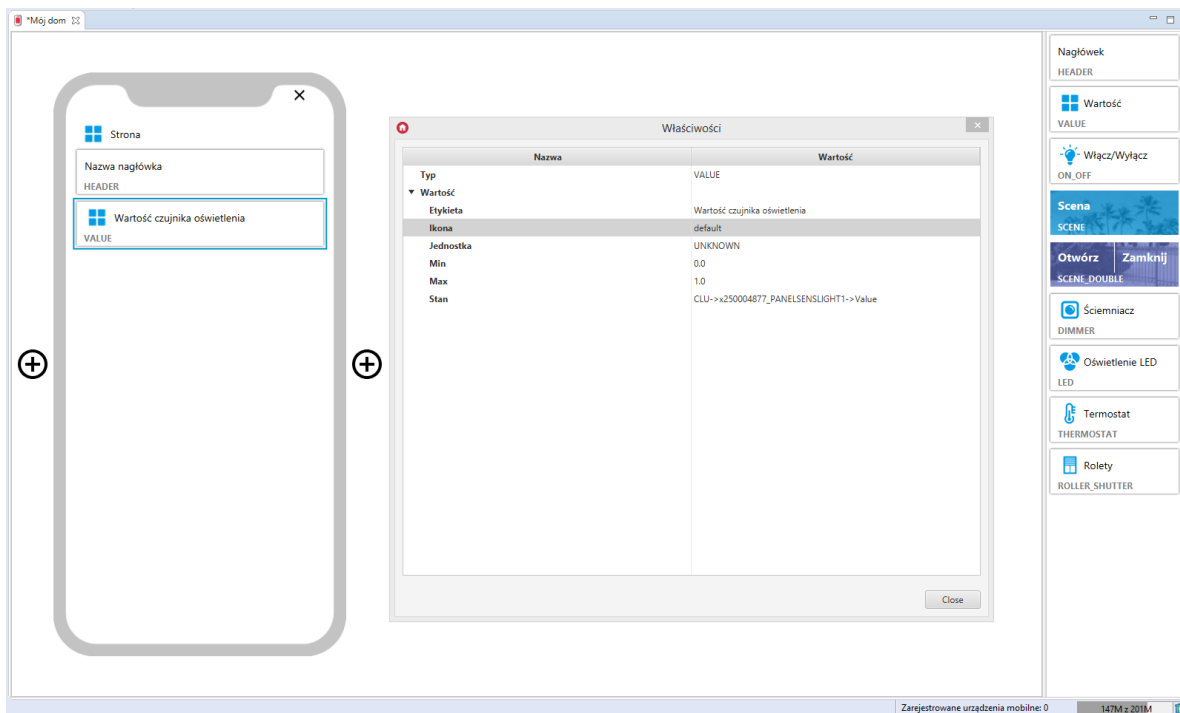 *Mój dom
Strona
Nazwa nagłówka
HEADER
Wartość czujnika oświetlenia
VALUE
Właściwości
Nazwa Wartość
Typ VALUE
Wartość
Etykieta Wartość czujnika oświetlenia
Ikona default
Jednostka UNKNOWN
Min 0.0
Max 1.0
Stan CLU->x250004877_PANELSENSLIGHT1->Value
Close
Nagłówek
HEADER
Wartość
VALUE
Włącz/Wyłącz
ON_OFF
Scena
SCENE
Otwórz Zamknij
SCENE_DOUBLE
Ściemniacz
DIMMER
Oświetlenie LED
LED
Termostat
THERMOSTAT
Rolety
ROLLER_SHUTTER
Zarejestrowane urządzenia mobilne: 0
147M z 201M